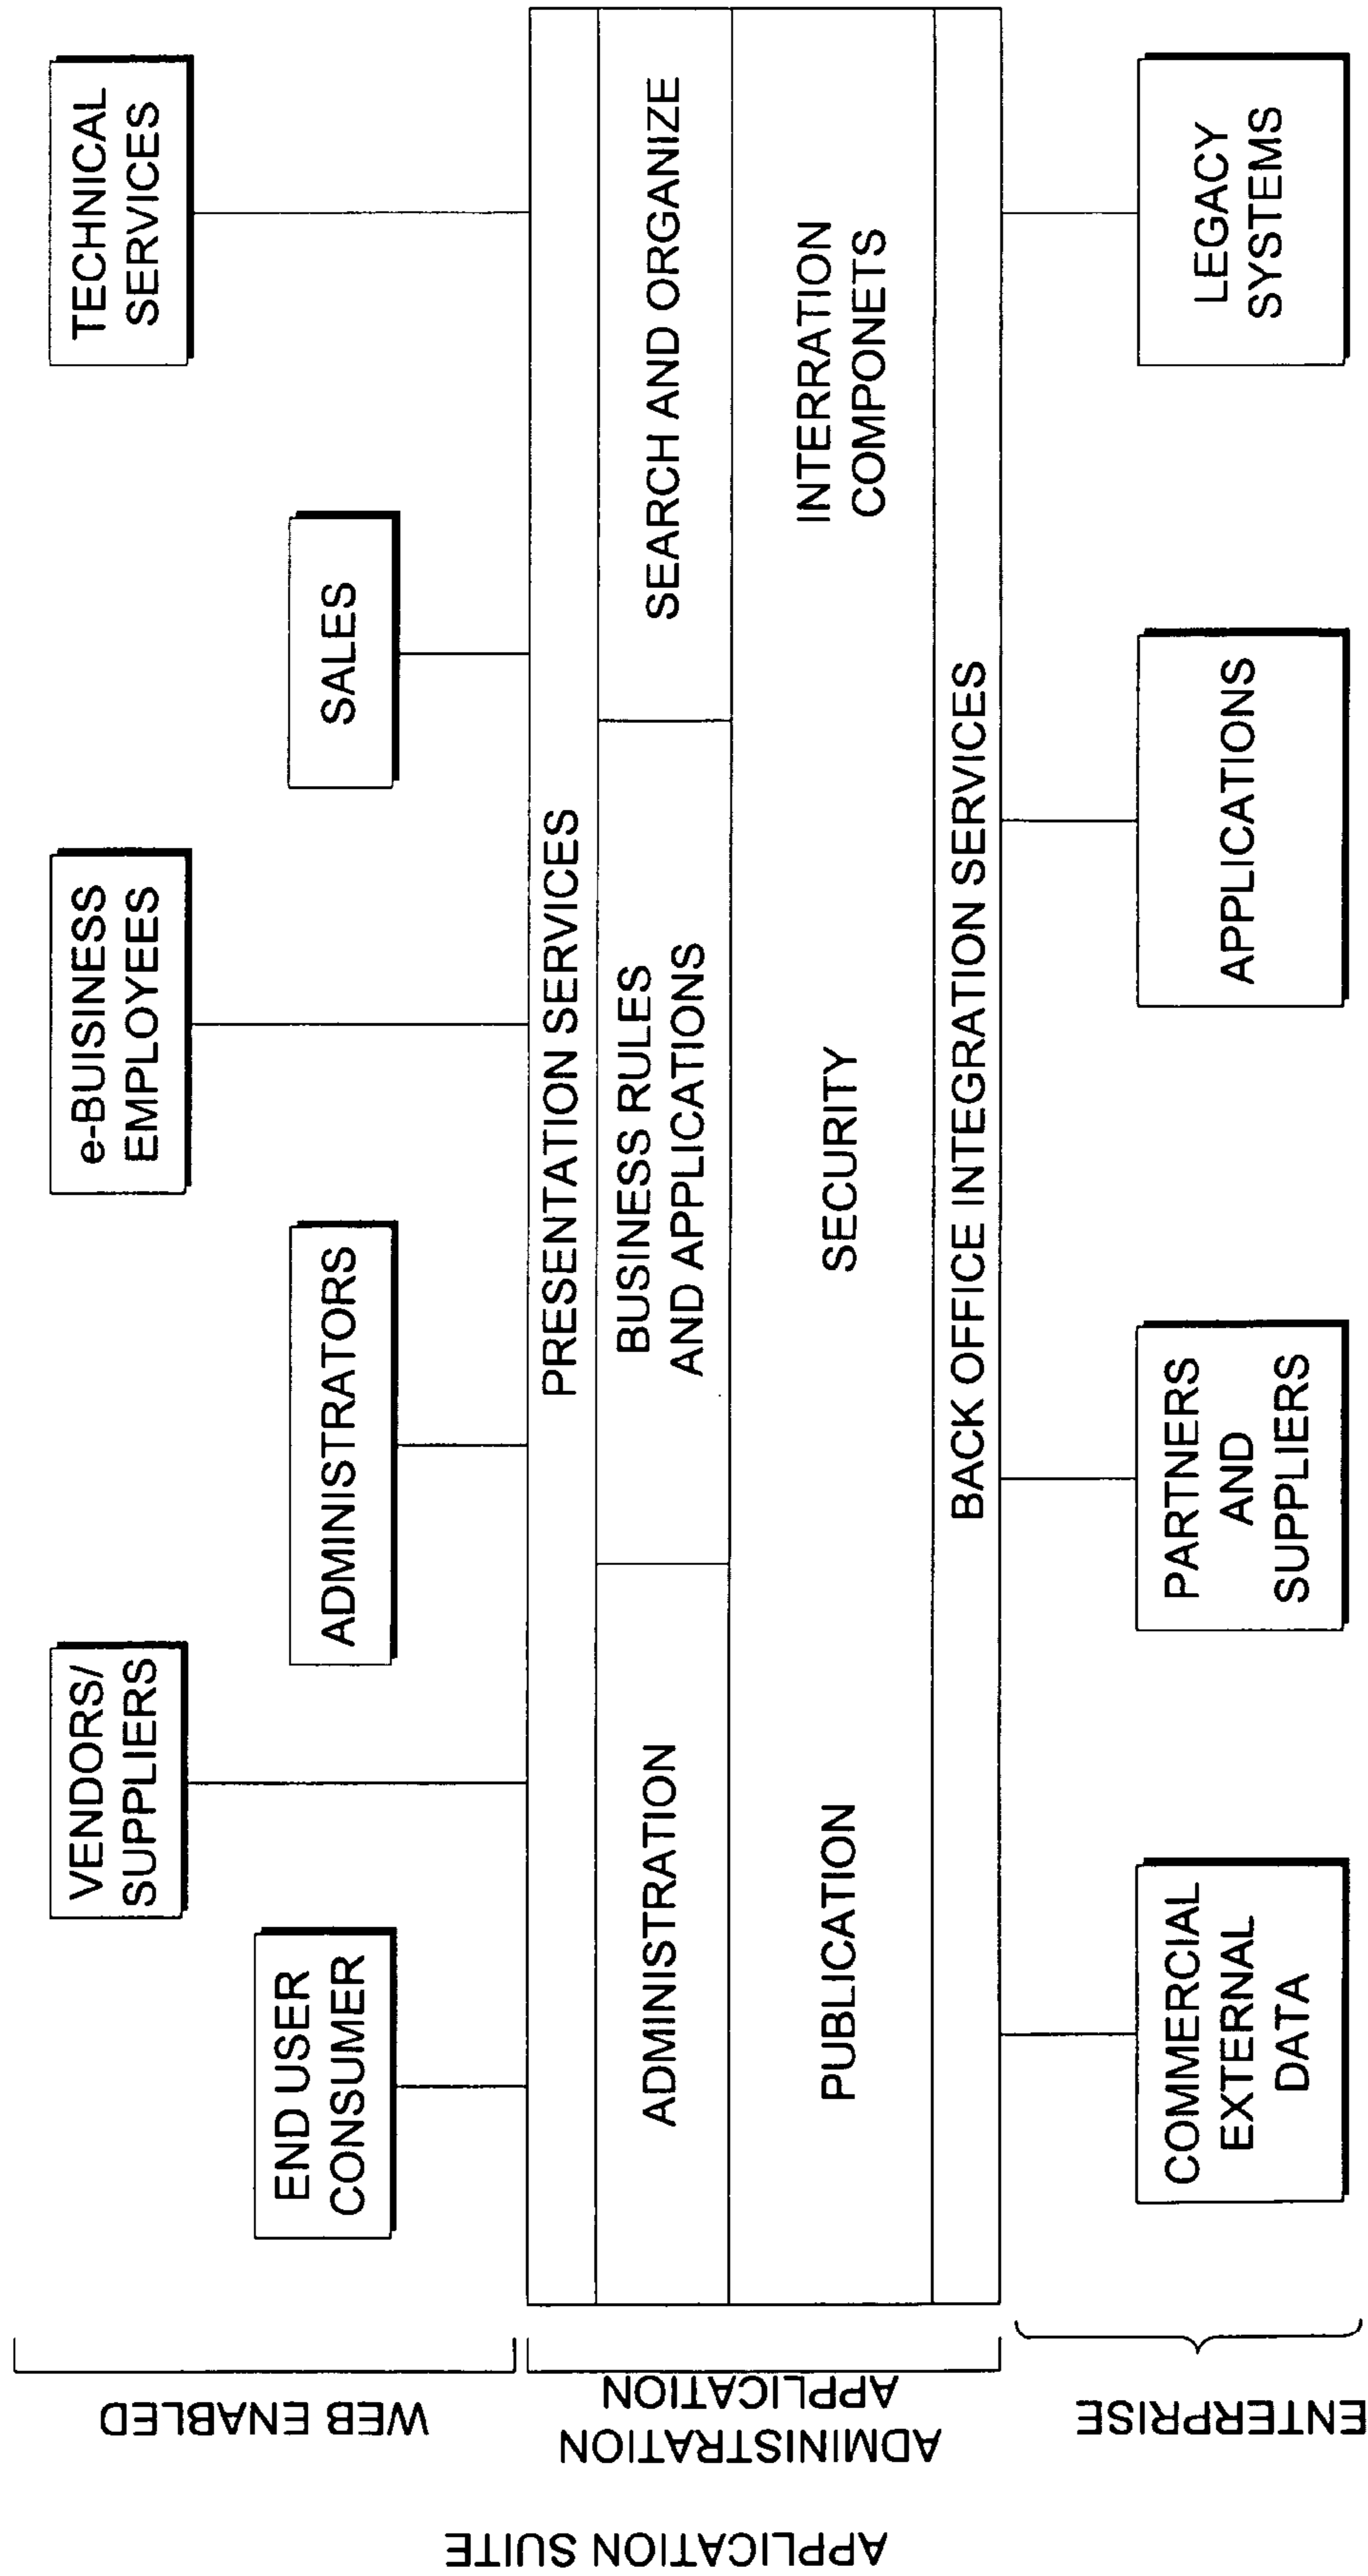 APPLICATION SUITE
WEB ENABLED
ADMINISTRATION
APPLICATION
ENTERPRISE
END USER
CONSUMER
VENDORS/
SUPPLIERS
ADMINISTRATORS
e-BUISINESS
EMPLOYEES
SALES
TECHNICAL
SERVICES
PRESENTATION SERVICES
ADMINISTRATION
BUSINESS RULES
AND APPLICATIONS
SEARCH AND ORGANIZE
PUBLICATION
SECURITY
INTERRATION
COMPONETS
BACK OFFICE INTEGRATION SERVICES
COMMERCIAL
EXTERNAL
DATA
PARTNERS
AND
SUPPLIERS
APPLICATIONS
LEGACY
SYSTEMS